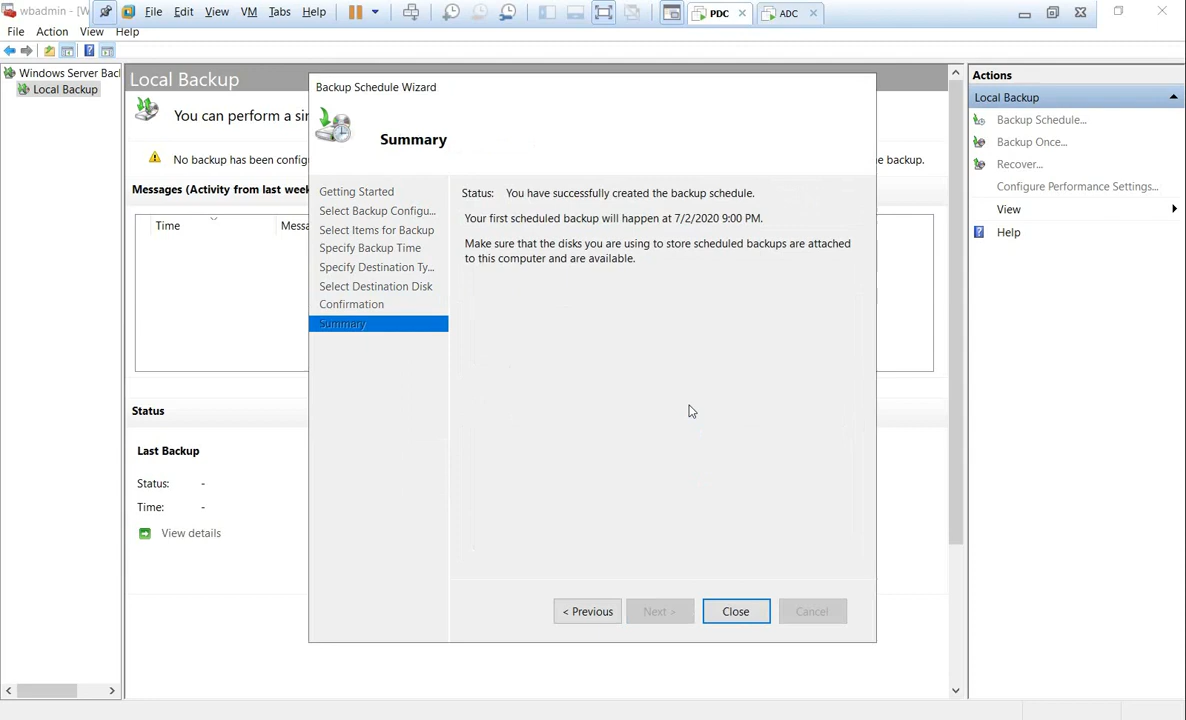 wbadmin - [W
File Edit View VM Tabs Help
PDC
ADC
File Action View Help
Windows Server Bac
Local Backup
Local Backup
You can perform a si
No backup has been configu
e backup.
Messages (Activity from last week
Time Messa
Status
Last Backup
Status: -
Time: -
View details
Backup Schedule Wizard
Summary
Getting Started
Select Backup Configu...
Select Items for Backup
Specify Backup Time
Specify Destination Ty...
Select Destination Disk
Confirmation
Summary
Status: You have successfully created the backup schedule.
Your first scheduled backup will happen at 7/2/2020 9:00 PM.
Make sure that the disks you are using to store scheduled backups are attached
to this computer and are available.
< Previous Next > Close Cancel
Actions
Local Backup
Backup Schedule...
Backup Once...
Recover...
Configure Performance Settings...
View
Help